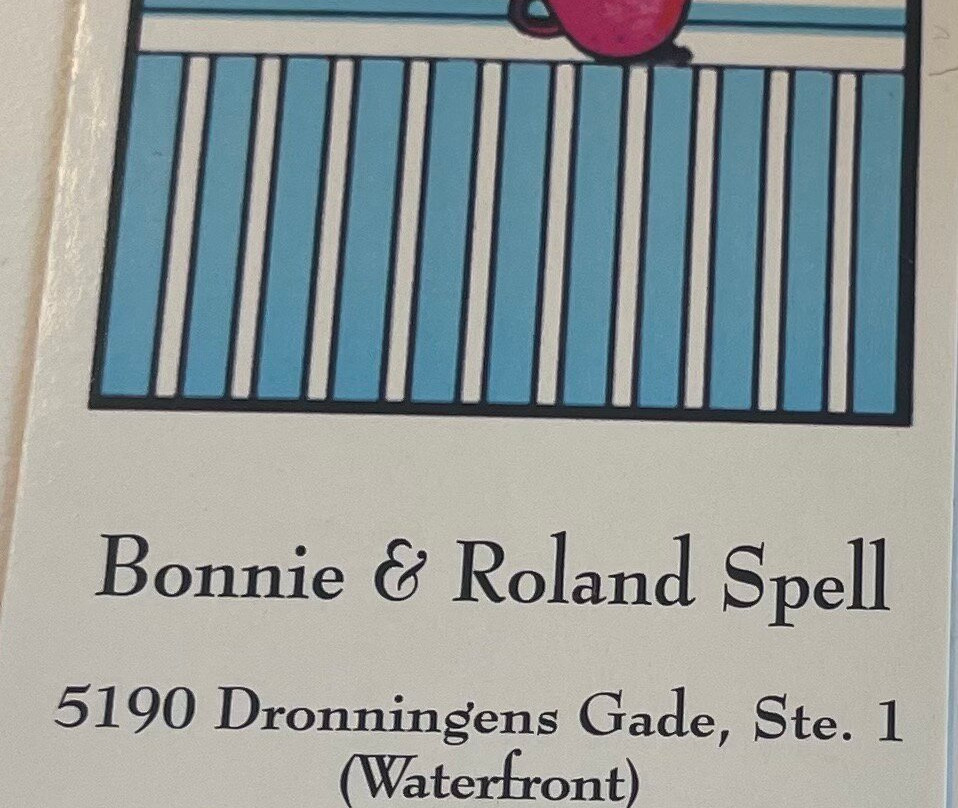 Bonnie & Roland Spell
5190 Dronningens Gade, Ste. 1
(Waterfront)